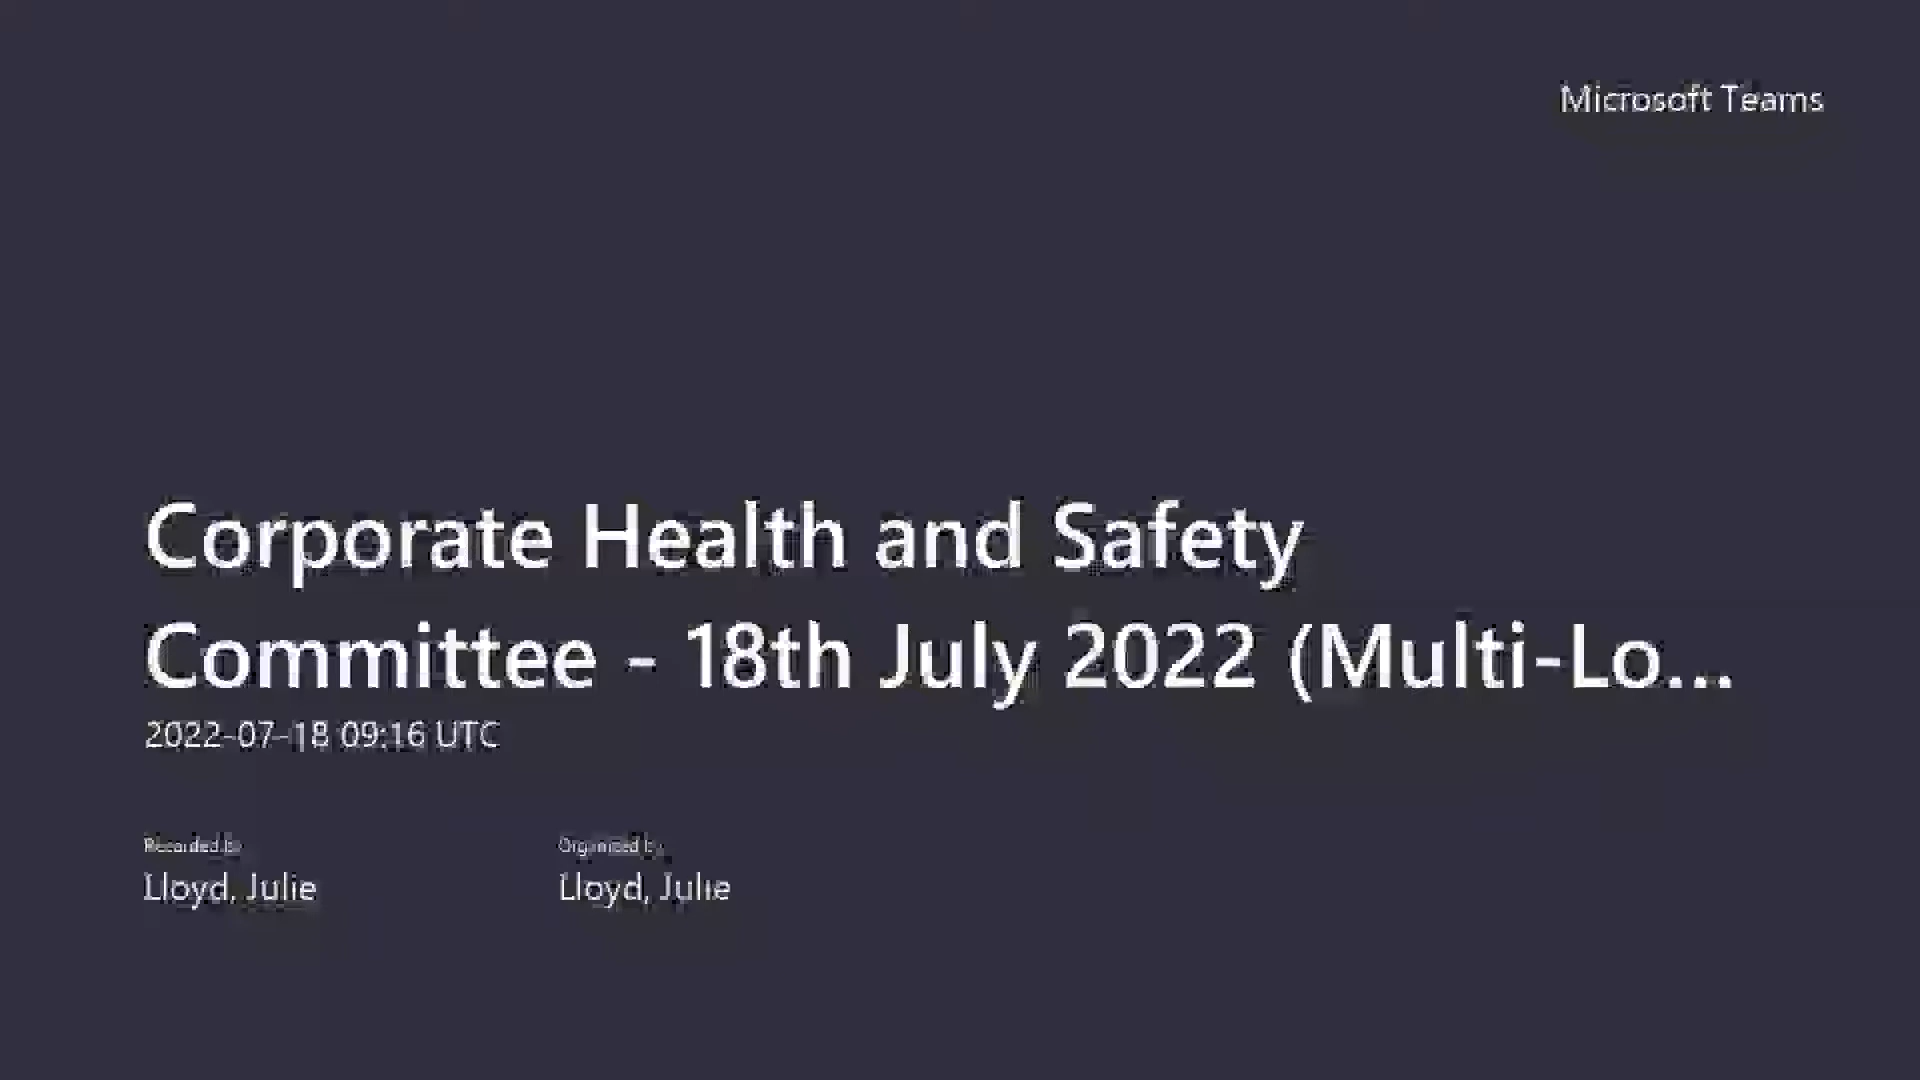 Microsoft Teams
Corporate Health and Safety
Committee - 18th July 2022 (Multi-Lo...
2022-07-18 09:16 UTC
Recorded by
Organized by
Lloyd, Julie
Lloyd, Julie